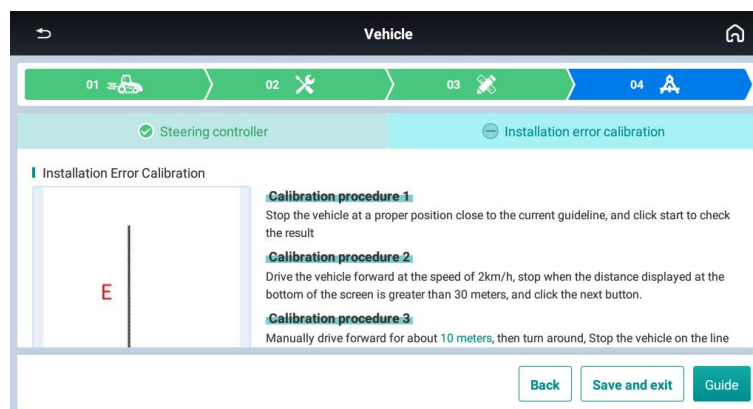 Vehicle
01
02
03
04
Steering controller
Installation error calibration
Installation Error Calibration
E
Calibration procedure 1
Stop the vehicle at a proper position close to the current guideline, and click start to check
the result
Calibration procedure 2
Drive the vehicle forward at the speed of 2km/h, stop when the distance displayed at the
bottom of the screen is greater than 30 meters, and click the next button.
Calibration procedure 3
Manually drive forward for about 10 meters, then turn around, Stop the vehicle on the line
Back
Save and exit
Guide